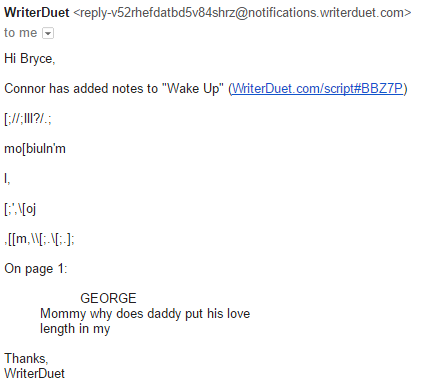 WriterDuet <reply-v52rhefdatbd5v84shrz@notifications.writerduet.com>
to me
Hi Bryce,
Connor has added notes to "Wake Up" (WriterDuet.com/script#BBZ7P)
[;//;lll?/.;
mo[biuln'm
l,
[;',\[oj
,[[m,\\[;.\[;.];
On page 1:
GEORGE
Mommy why does daddy put his love
length in my
Thanks,
WriterDuet